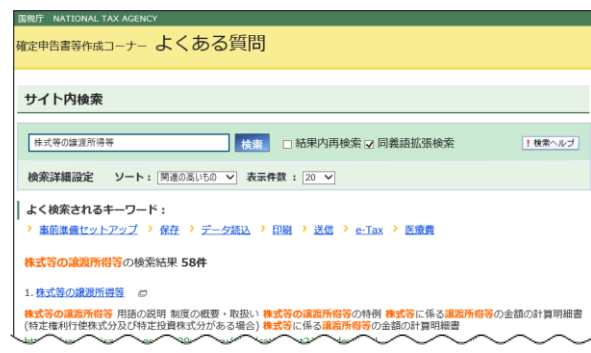 国税庁 NATIONAL TAX AGENCY
確定申告書等作成コーナー よくある質問
サイト内検索
株式等の譲渡所得等 検索 結果内再検索 同義語拡張検索 ! 検索ヘルプ
検索詳細設定 ソート： 関連の高いもの 表示件数 ： 20
よく検索されるキーワード：
事前準備セットアップ 保存 データ読込 印刷 送信 e-Tax 医療費
株式等の譲渡所得等の検索結果 58件
1. 株式等の譲渡所得等
株式等の譲渡所得等 用語の説明 制度の概要・取扱い 株式等の譲渡所得等の特例 株式等に係る譲渡所得等の金額の計算明細書
(特定権利行使株式分及び特定投資株式分がある場合) 株式等に係る譲渡所得等の金額の計算明細書